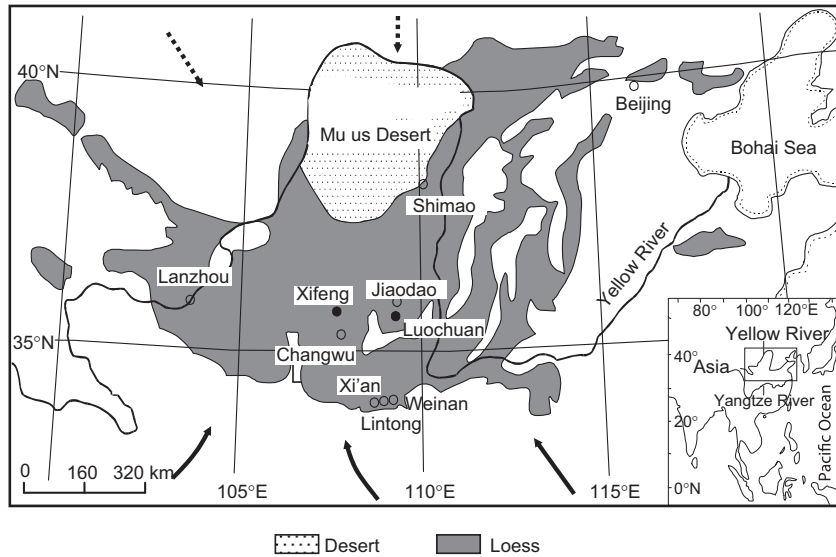 40°N
Mu us Desert
Beijing
Bohai Sea
Shimao
Yellow River
Lanzhou
Xifeng
Jiaodao
Luochuan
35°N
Changwu
Xi'an
Weinan
Lintong
0 160 320 km
105°E
110°E
115°E
80° 100° 120°E
Yellow River
40°
Asia
Yangtze River
20°
0°N
Pacific Ocean
Desert
Loess